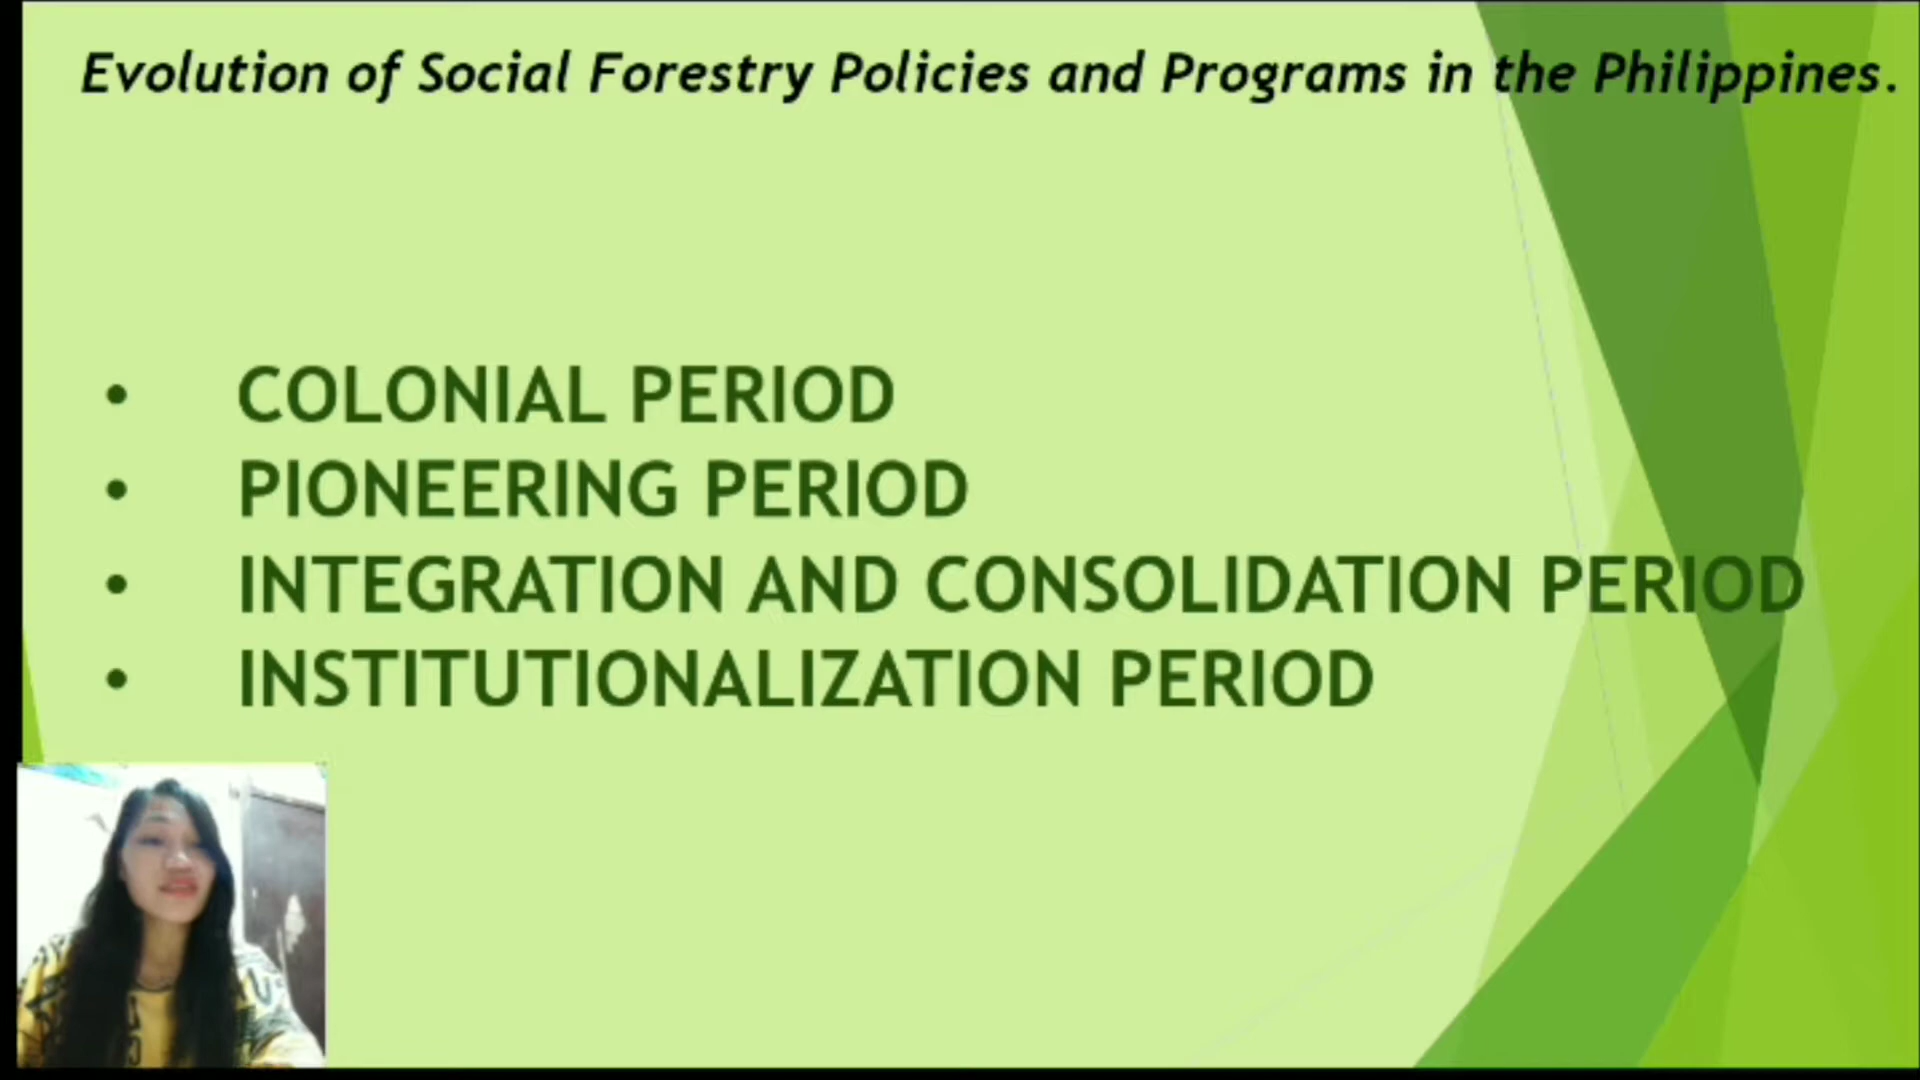 Evolution of Social Forestry Policies and Programs in the Philippines.
• COLONIAL PERIOD
• PIONEERING PERIOD
• INTEGRATION AND CONSOLIDATION PERIOD
• INSTITUTIONALIZATION PERIOD